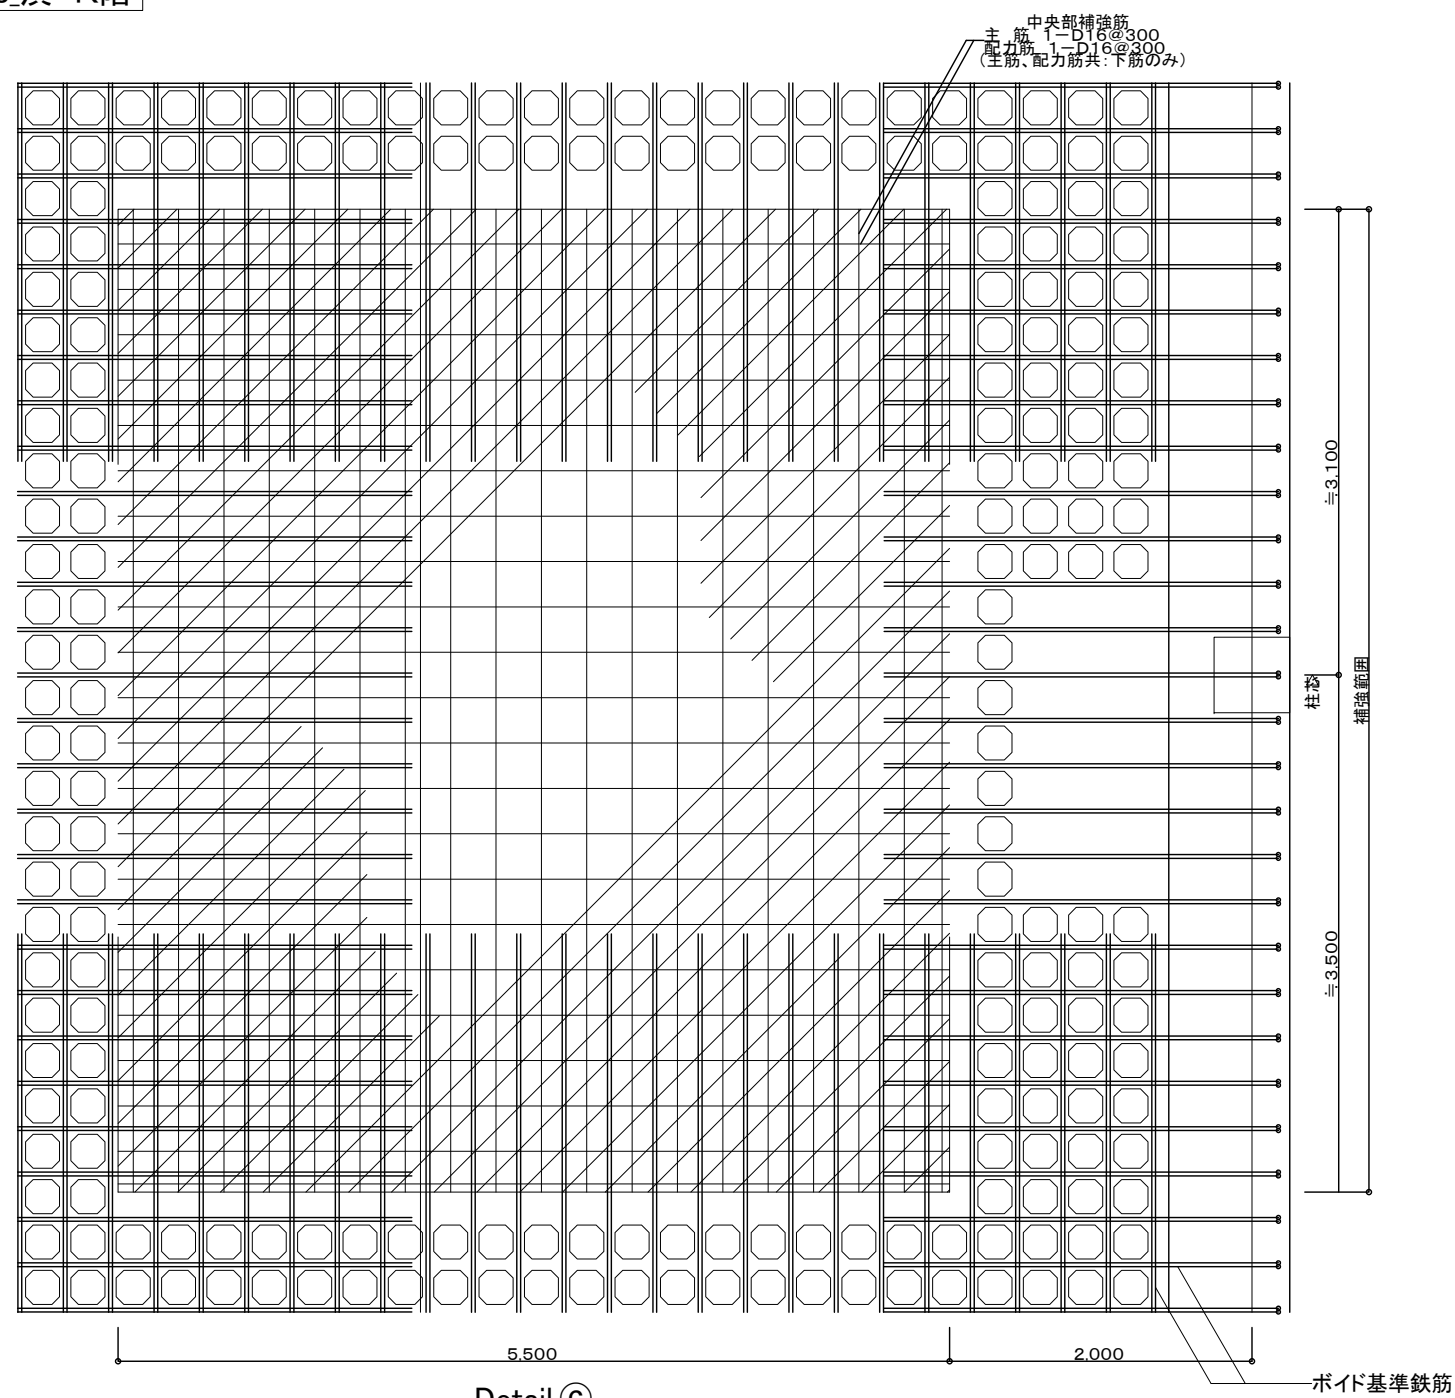 中央部補強筋
主 筋 1-D16@300
配力筋 1-D16@300
(主筋、配力筋共:下筋のみ)
≒3.100
柱芯
補強範囲
≒3.500
5.500
2.000
ボイド基準鉄筋